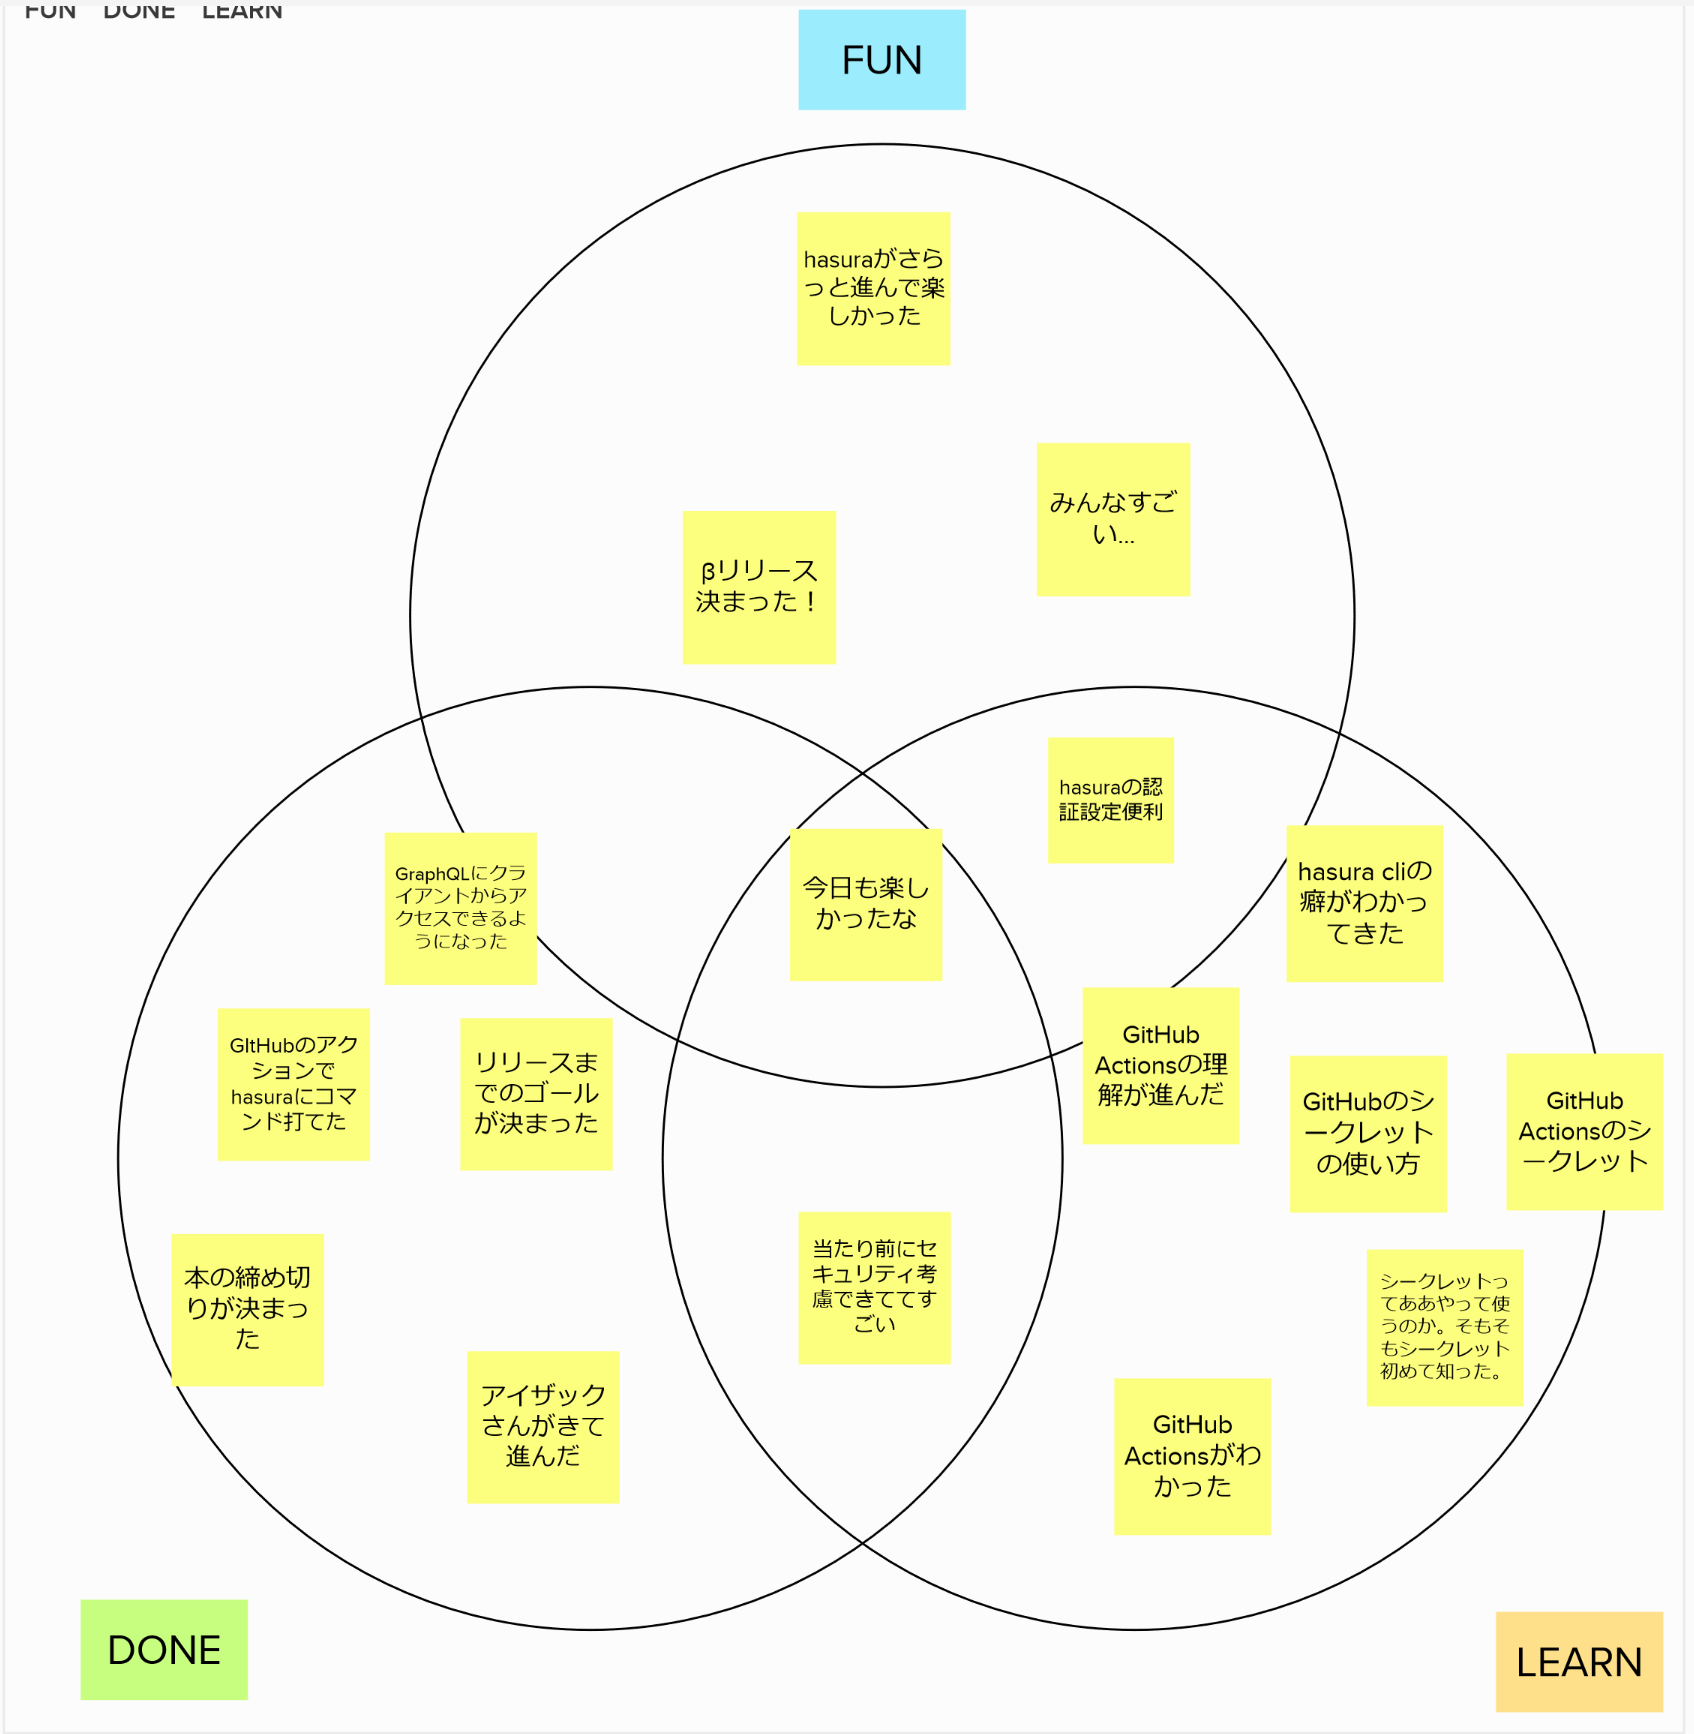 FUN DONE LEARN
FUN
hasuraがさら
っと進んで楽
しかった
みんなすご
い...
βリリース
決まった！
hasuraの認
証設定便利
GraphQLにクラ
イアントからア
クセスできるよ
うになった
今日も楽し
かったな
hasura cliの
癖がわかっ
てきた
GItHubのアク
ションで
hasuraにコマ
ンド打てた
リリースま
でのゴール
が決まった
GitHub
Actionsの理
解が進んだ
GitHubのシ
ークレット
の使い方
GitHub
Actionsのシ
ークレット
本の締め切
りが決まっ
た
当たり前にセ
キュリティ考
慮できててす
ごい
シークレットっ
てああやって使
うのか。そもそ
もシークレット
初めて知った。
アイザック
さんがきて
進んだ
GitHub
Actionsがわ
かった
DONE
LEARN